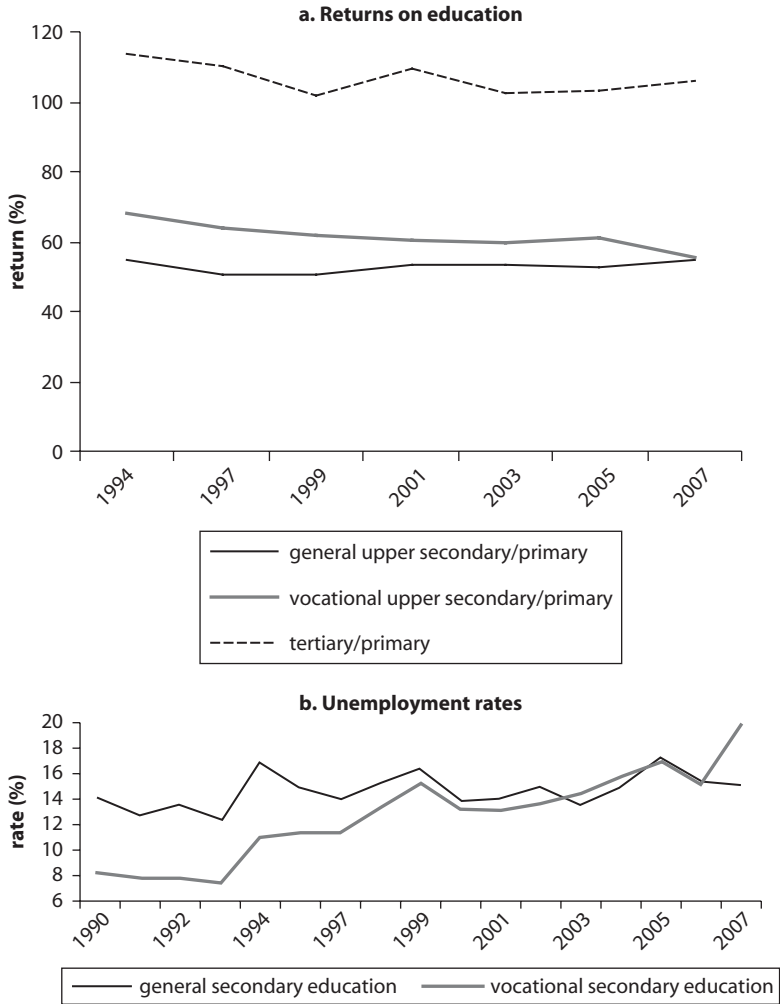 a. Returns on education
120
100
80
60
40
20
0
return (%)
1994 1997 1999 2001 2003 2005 2007
general upper secondary/primary
vocational upper secondary/primary
tertiary/primary
b. Unemployment rates
20
18
16
14
12
10
8
6
rate (%)
1990 1992 1994 1997 1999 2001 2003 2005 2007
general secondary education vocational secondary education